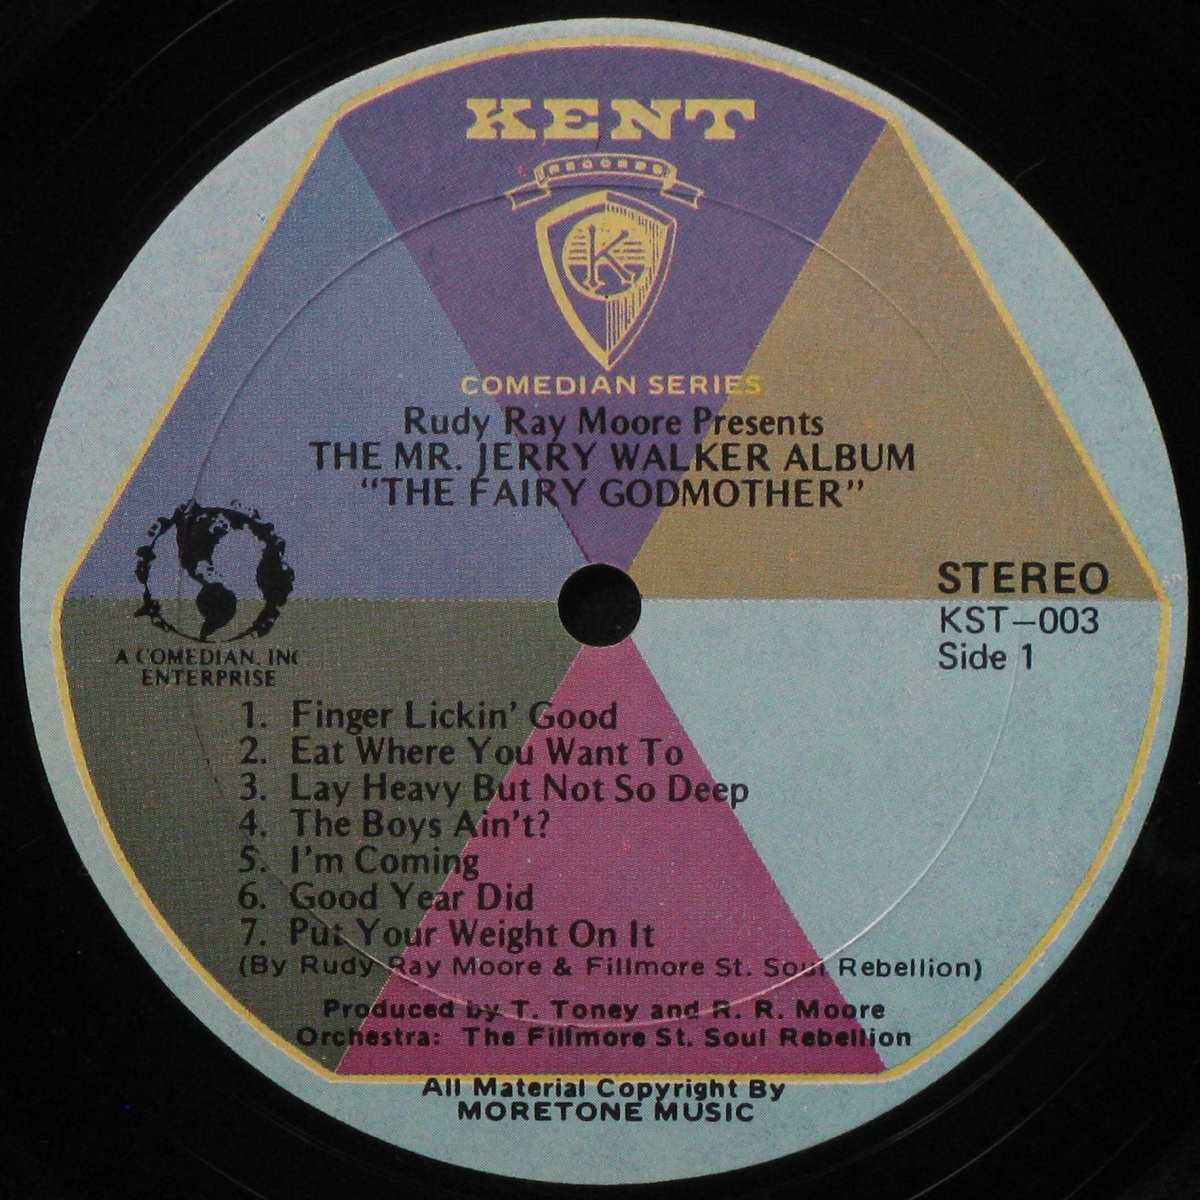 KENT
RECORDS
K
COMEDIAN SERIES
Rudy Ray Moore Presents
THE MR. JERRY WALKER ALBUM
“THE FAIRY GODMOTHER”
A COMEDIAN, INC
ENTERPRISE
STEREO
KST—003
Side 1
1. Finger Lickin' Good
2. Eat Where You Want To
3. Lay Heavy But Not So Deep
4. The Boys Ain't?
5. I'm Coming
6. Good Year Did
7. Put Your Weight On It
(By Rudy Ray Moore & Fillmore St. Soul Rebellion)
Produced by T. Toney and R. R. Moore
Orchestra: The Fillmore St. Soul Rebellion
All Material Copyright By
MORETONE MUSIC